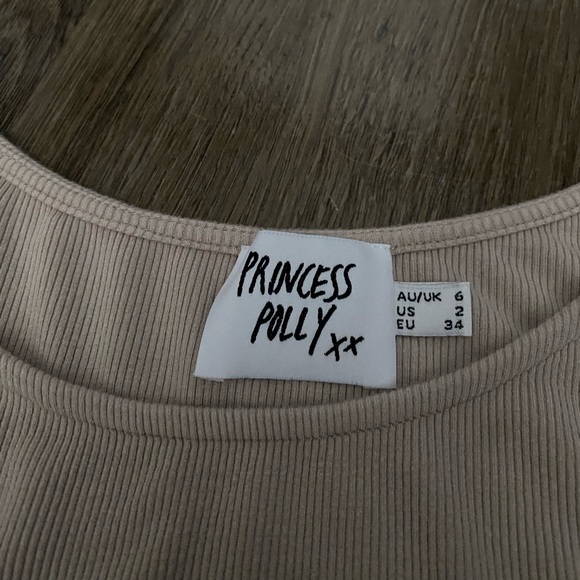 PRINCESS
POLLY xx
AU/UK 6
US 2
EU 34